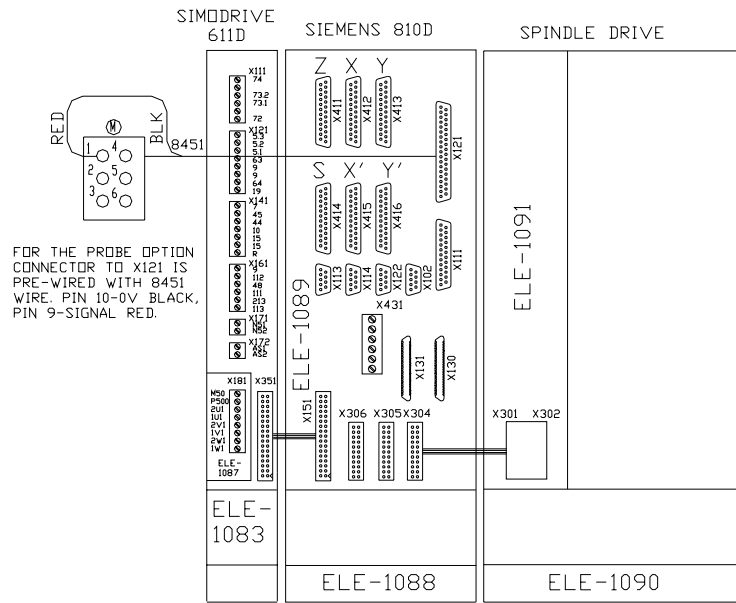 SIMODRIVE
611D
SIEMENS 810D
SPINDLE DRIVE
X111
74
73.2
73.1
72
X121
5.3
5.2
5.1
63
9
9
64
19
X141
7
45
44
10
15
15
R
X161
9
112
48
111
213
113
X171
NS1
NS2
X172
AS1
AS2
X181
X351
M50
P500
2U1
1U1
2V1
1V1
2W1
1W1
ELE-
1087
ELE-
1083
RED
M
BLK
8451
1
4
2
5
3
6
FOR THE PROBE OPTION
CONNECTOR TO X121 IS
PRE-WIRED WITH 8451
WIRE. PIN 10-0V BLACK,
PIN 9-SIGNAL RED.
Z X Y
X411
X412
X413
X121
S X' Y'
X414
X415
X416
X111
X113
X114
X122
X102
ELE-1089
X431
X131
X130
X151
X306
X305
X304
ELE-1088
ELE-1091
X301
X302
ELE-1090